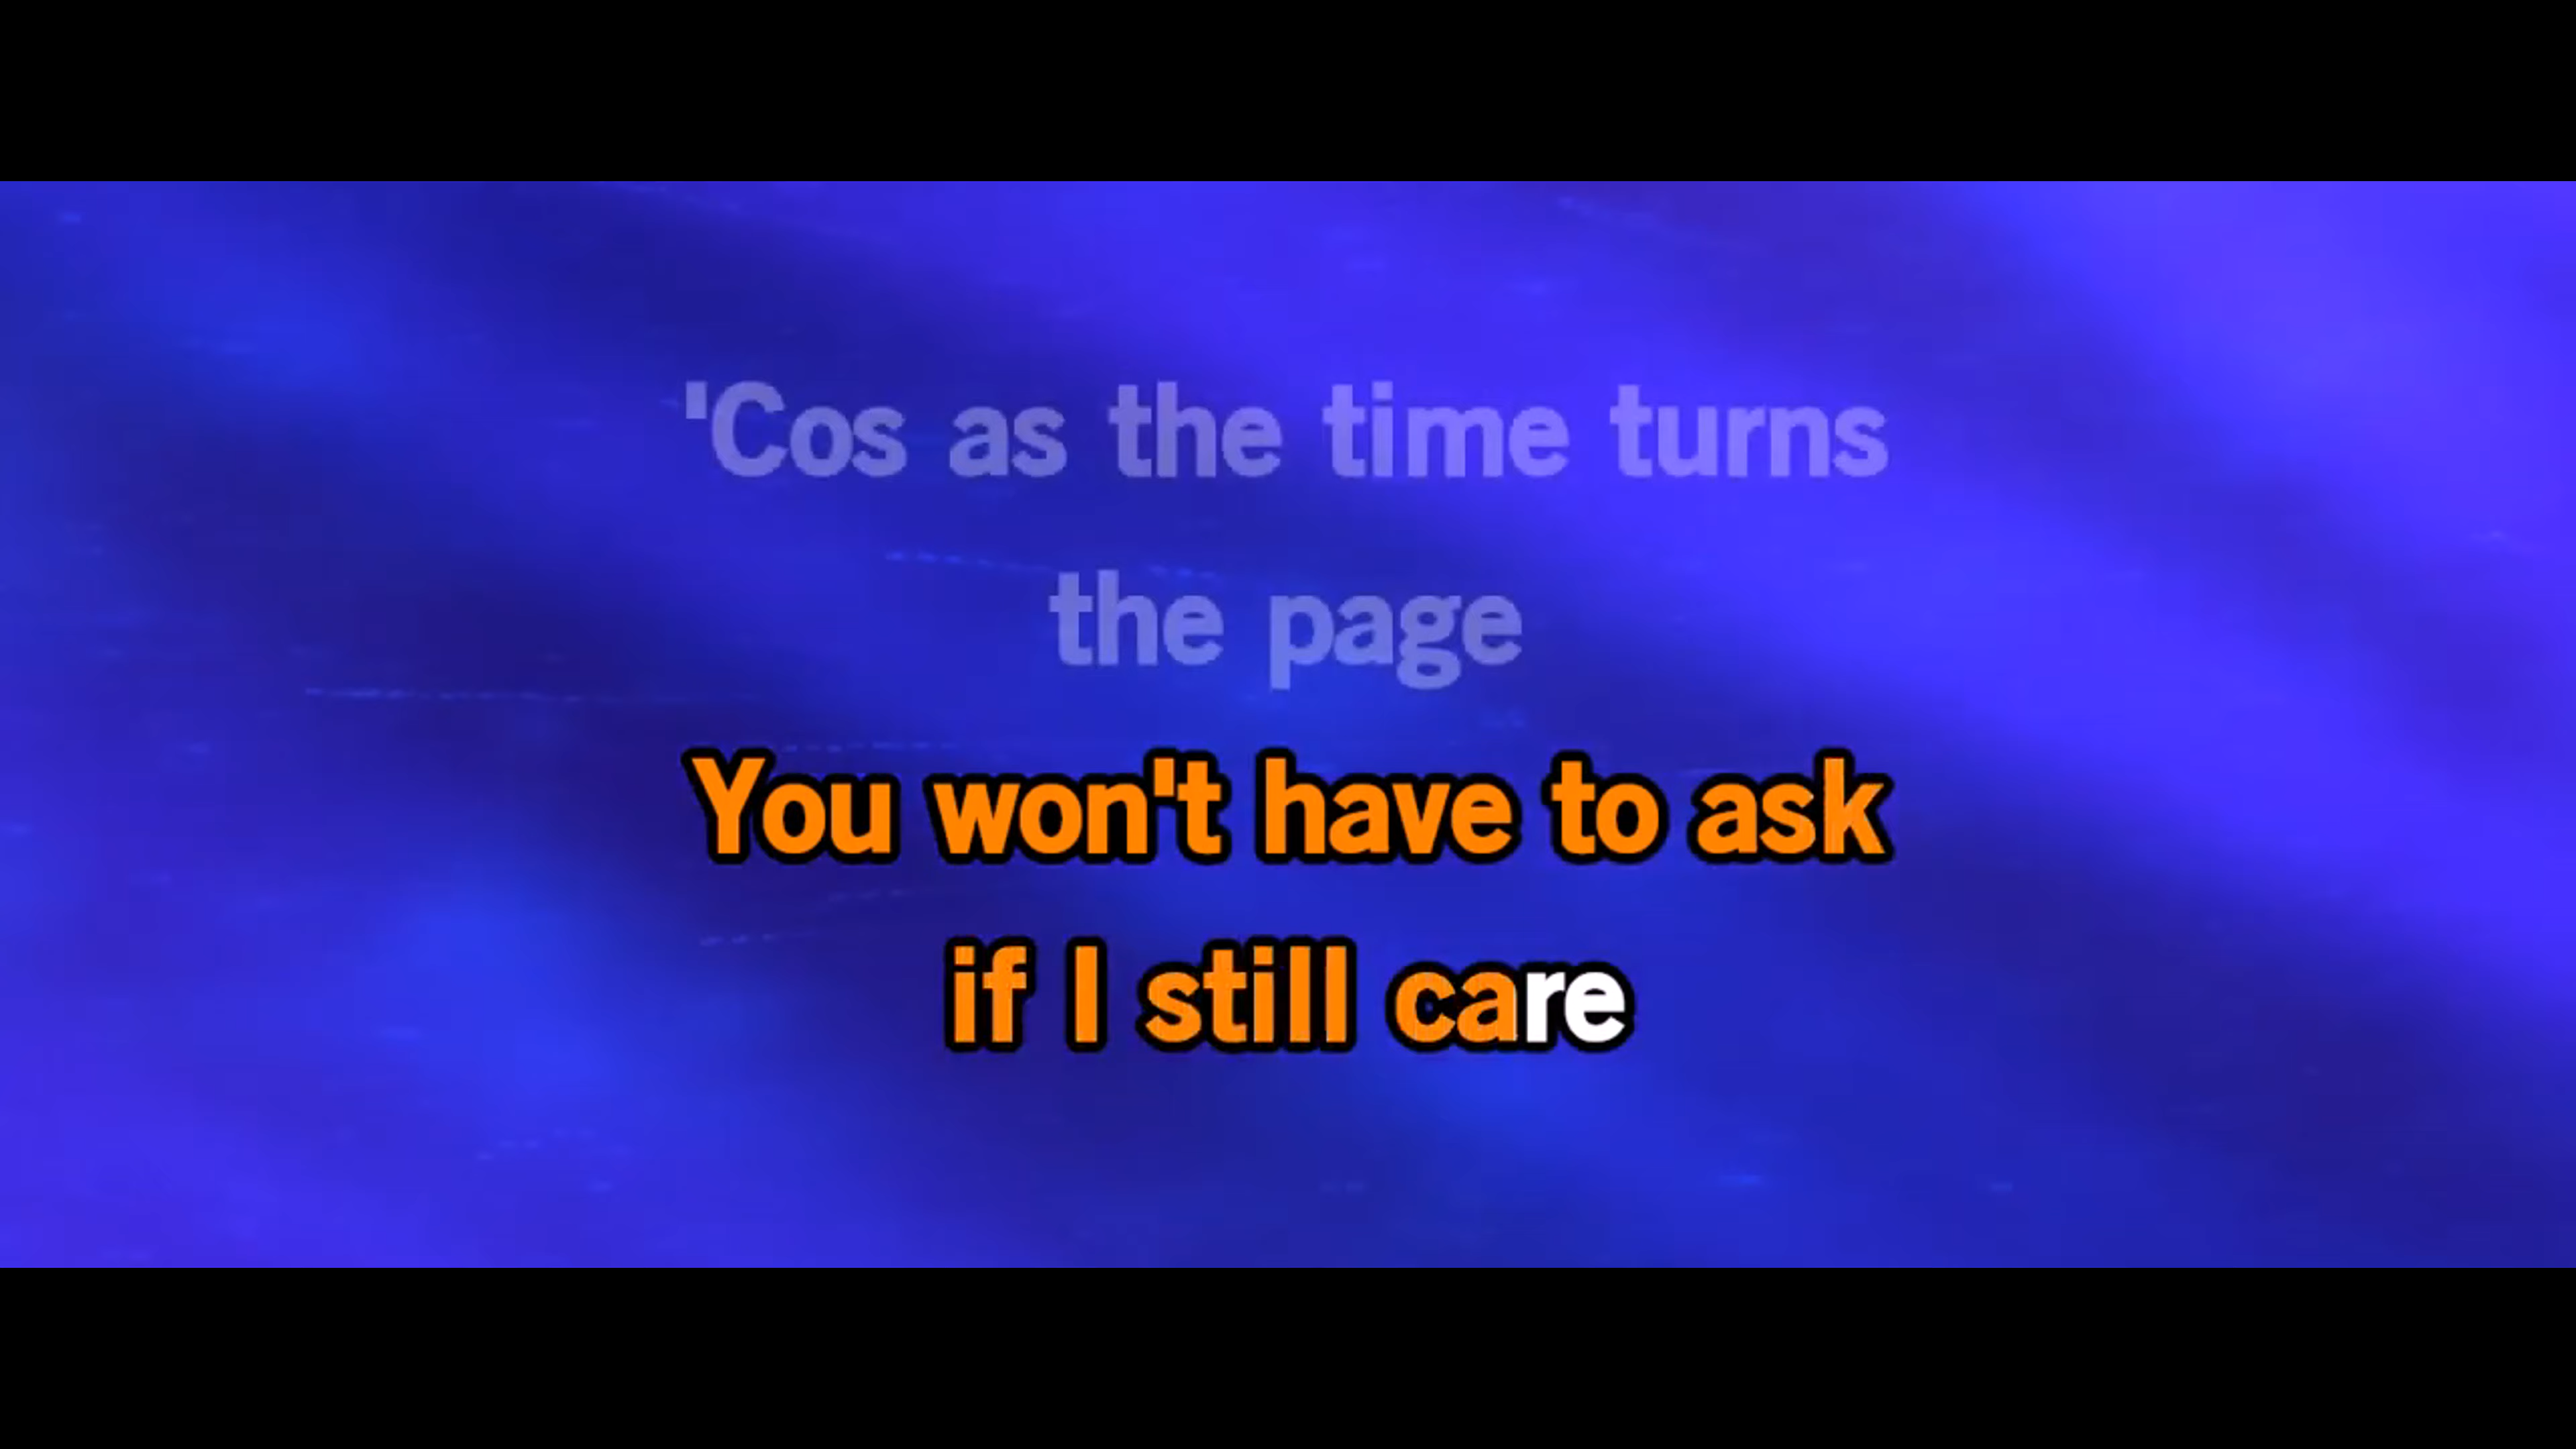 'Cos as the time turns
the page
You won't have to ask
if I still care